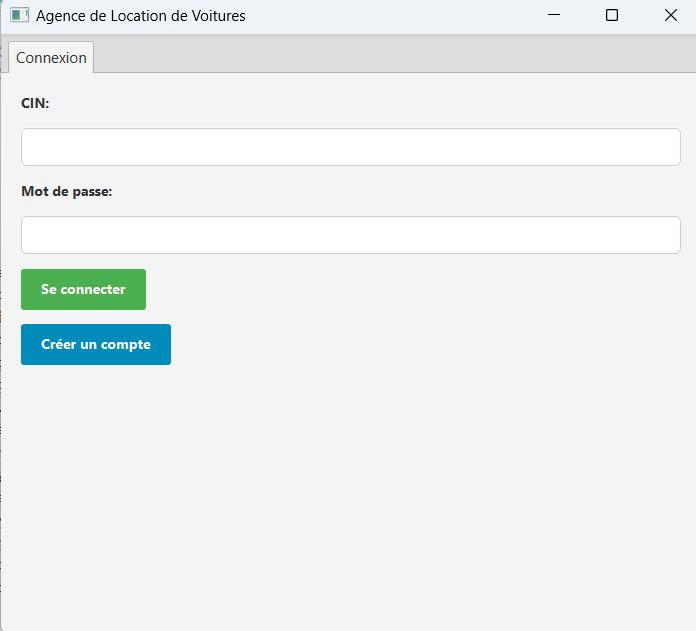 Agence de Location de Voitures
Connexion
CIN:
Mot de passe:
Se connecter
Créer un compte